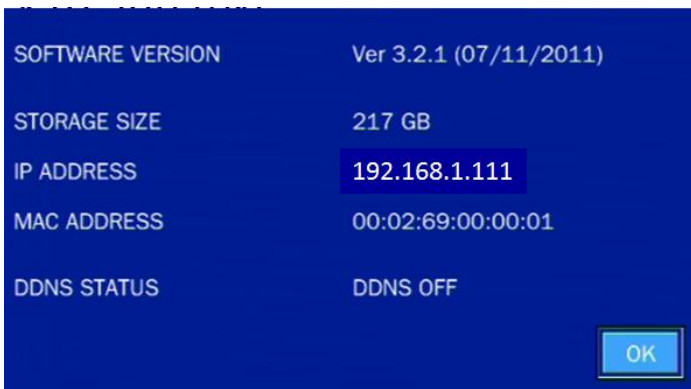 SOFTWARE VERSION Ver 3.2.1 (07/11/2011)
STORAGE SIZE 217 GB
IP ADDRESS 192.168.1.111
MAC ADDRESS 00:02:69:00:00:01
DDNS STATUS DDNS OFF
OK